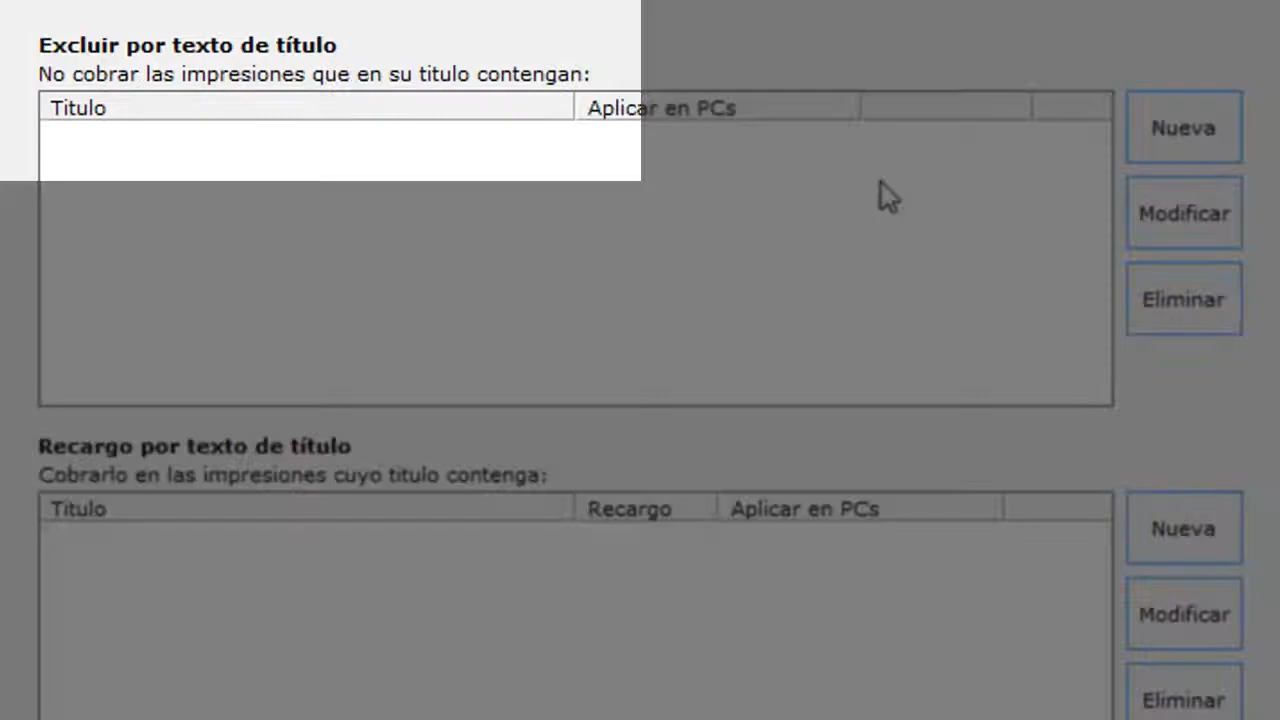 Excluir por texto de título
No cobrar las impresiones que en su titulo contengan:
Titulo Aplicar en PCs
Nueva
Modificar
Eliminar
Recargo por texto de título
Cobrarlo en las impresiones cuyo titulo contenga:
Titulo Recargo Aplicar en PCs
Nueva
Modificar
Eliminar